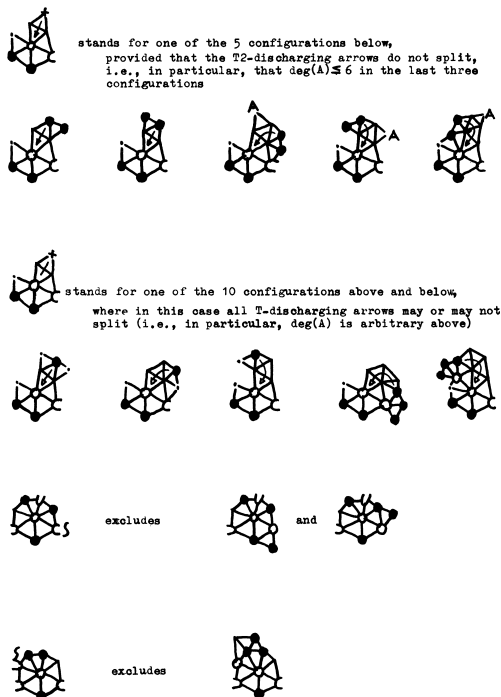 stands for one of the 5 configurations below,
provided that the T2-discharging arrows do not split,
i.e., in particular, that deg(A)≦6 in the last three
configurations
A
A
A
stands for one of the 10 configurations above and below,
where in this case all T-discharging arrows may or may not
split (i.e., in particular, deg(A) is arbitrary above)
S
excludes
and
S
excludes